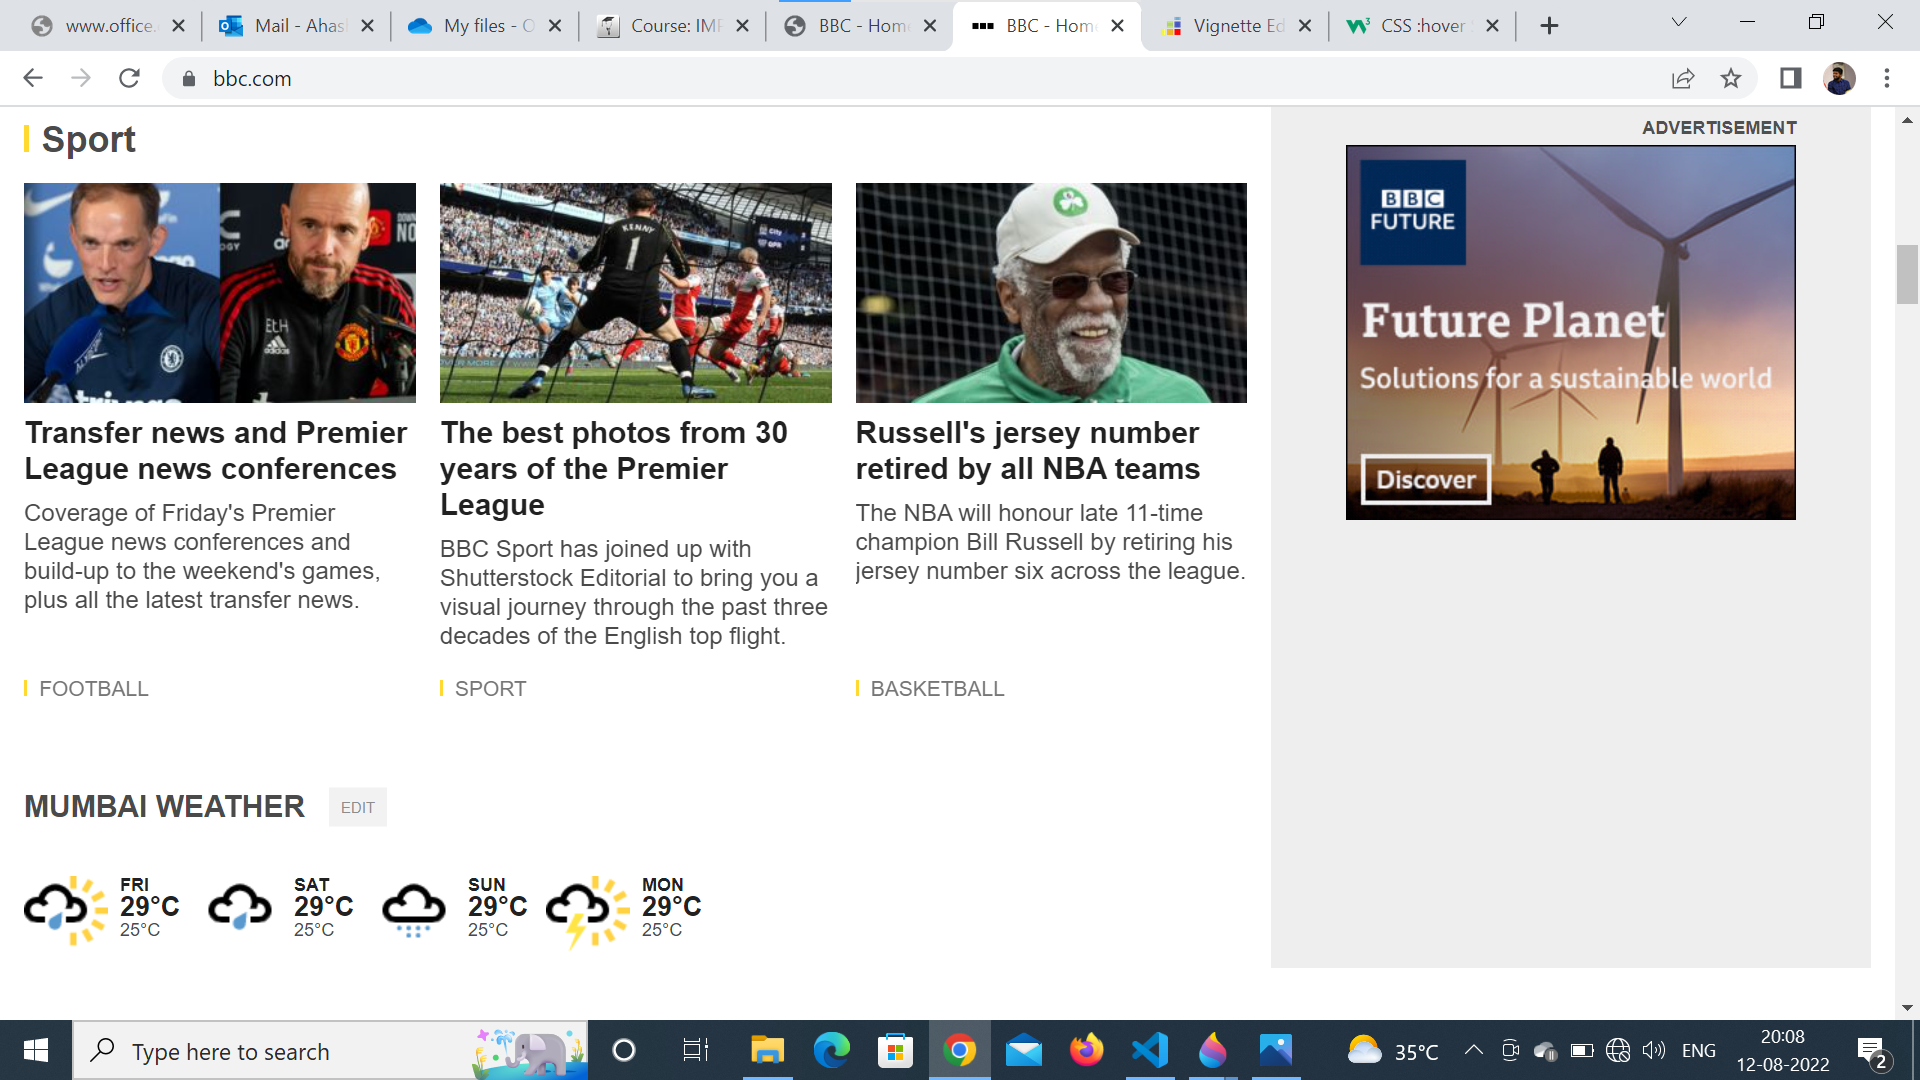 www.office.
Mail - Ahas
My files - O
Course: IMP
BBC - Hom
BBC - Hom
Vignette Ed
CSS :hover
bbc.com
Sport
ADVERTISEMENT
KENNY
1
City
QPR
EtH
adidas
BBC
FUTURE
Future Planet
Solutions for a sustainable world
Discover
Transfer news and Premier
League news conferences
Coverage of Friday's Premier
League news conferences and
build-up to the weekend's games,
plus all the latest transfer news.
FOOTBALL
The best photos from 30
years of the Premier
League
BBC Sport has joined up with
Shutterstock Editorial to bring you a
visual journey through the past three
decades of the English top flight.
SPORT
Russell's jersey number
retired by all NBA teams
The NBA will honour late 11-time
champion Bill Russell by retiring his
jersey number six across the league.
BASKETBALL
MUMBAI WEATHER EDIT
FRI
29°C
25°C
SAT
29°C
25°C
SUN
29°C
25°C
MON
29°C
25°C
Type here to search
35°C
ENG
20:08
12-08-2022
2